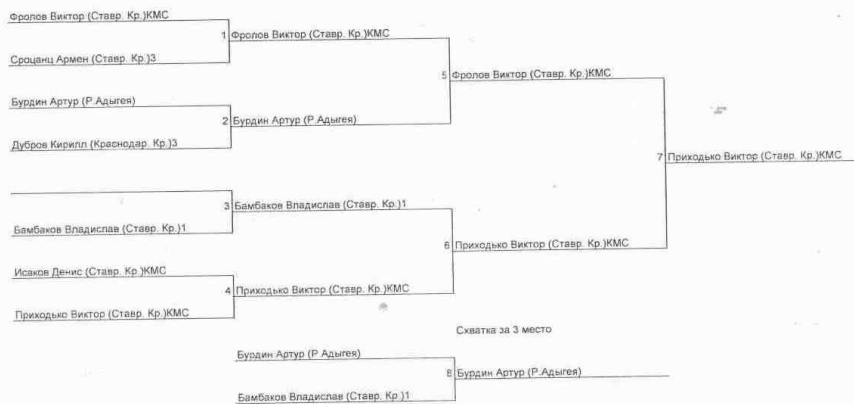 Фролов Виктор (Ставр. Кр.)КМС
1 Фролов Виктор (Ставр. Кр.)КМС
Сроцанц Армен (Ставр. Кр.)3
5 Фролов Виктор (Ставр. Кр.)КМС
Бурдин Артур (Р.Адыгея)
2 Бурдин Артур (Р.Адыгея)
Дубров Кирилл (Краснодар. Кр.)3
7 Приходько Виктор (Ставр. Кр.)КМС
3 Бамбаков Владислав (Ставр. Кр.)1
Бамбаков Владислав (Ставр. Кр.)1
6 Приходько Виктор (Ставр. Кр.)КМС
Исаков Денис (Ставр. Кр.)КМС
4 Приходько Виктор (Ставр. Кр.)КМС
Приходько Виктор (Ставр. Кр.)КМС
Схватка за 3 место
Бурдин Артур (Р.Адыгея)
8 Бурдин Артур (Р.Адыгея)
Бамбаков Владислав (Ставр. Кр.)1